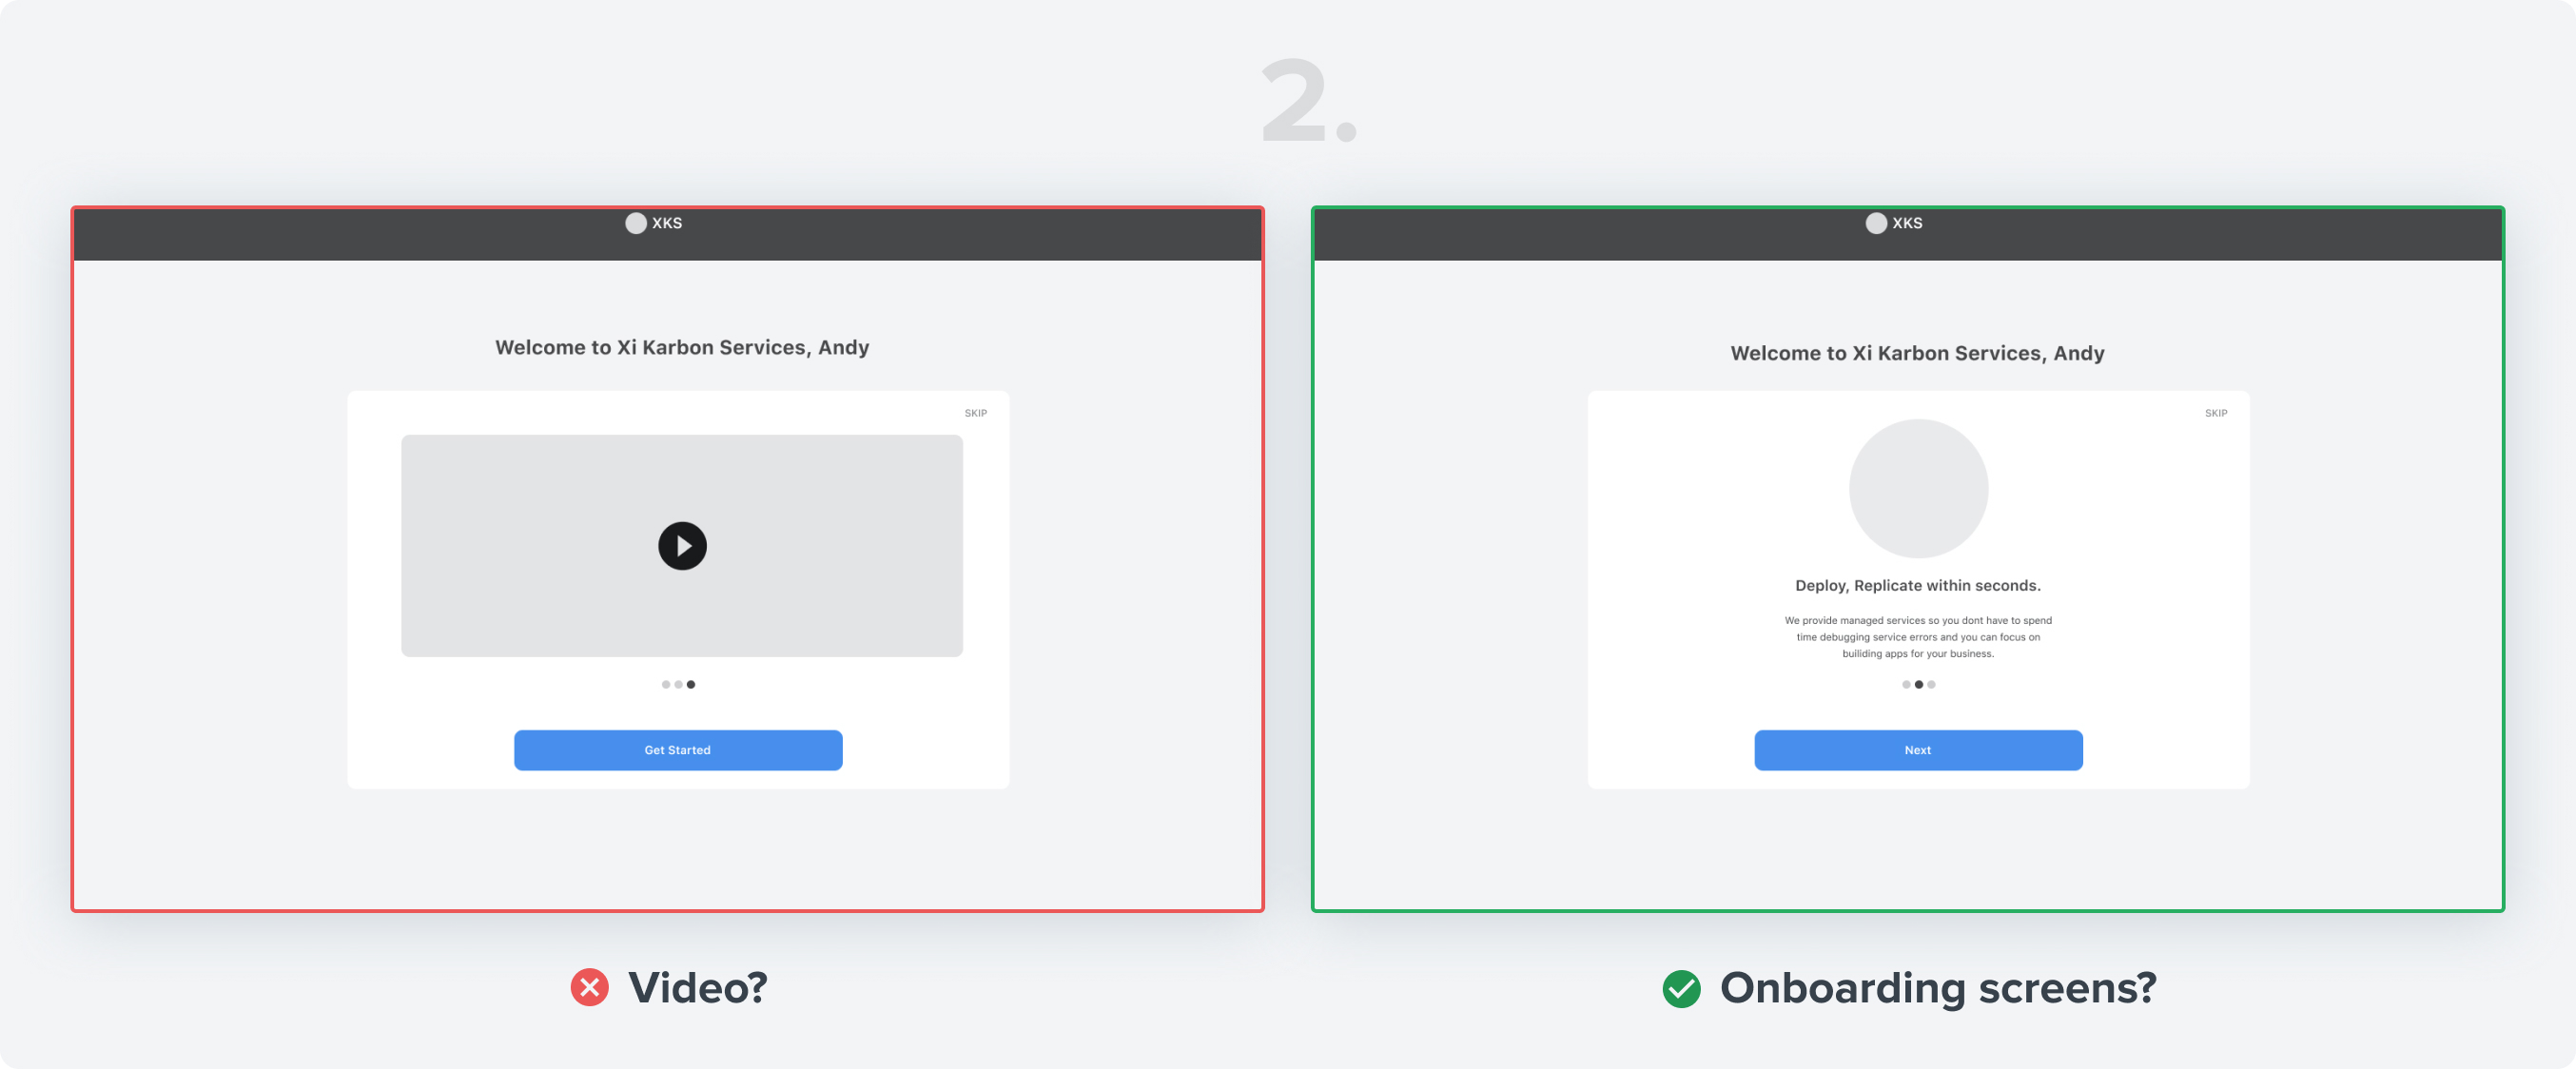 2.
XKS
Welcome to Xi Karbon Services, Andy
SKIP
Get Started
Video?
XKS
Welcome to Xi Karbon Services, Andy
SKIP
Deploy, Replicate within seconds.
We provide managed services so you dont have to spend
time debugging service errors and you can focus on
builiding apps for your business.
Next
Onboarding screens?